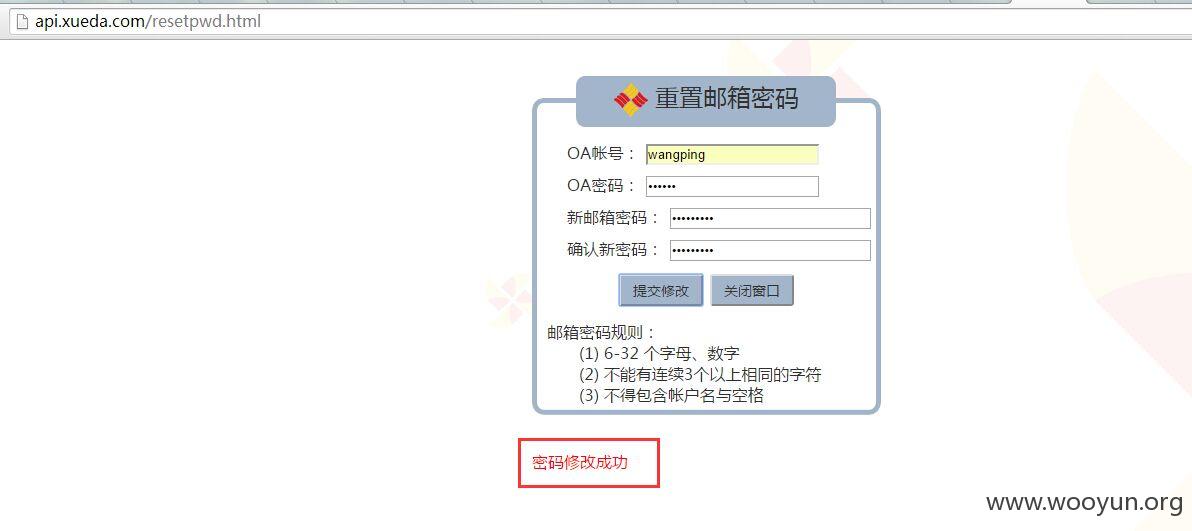 api.xueda.com/resetpwd.html
重置邮箱密码
OA帐号： wangping
OA密码： ••••••
新邮箱密码： •••••••••
确认新密码： •••••••••
提交修改 关闭窗口
邮箱密码规则：
(1) 6-32 个字母、数字
(2) 不能有连续3个以上相同的字符
(3) 不得包含帐户名与空格
密码修改成功
www.wooyun.org